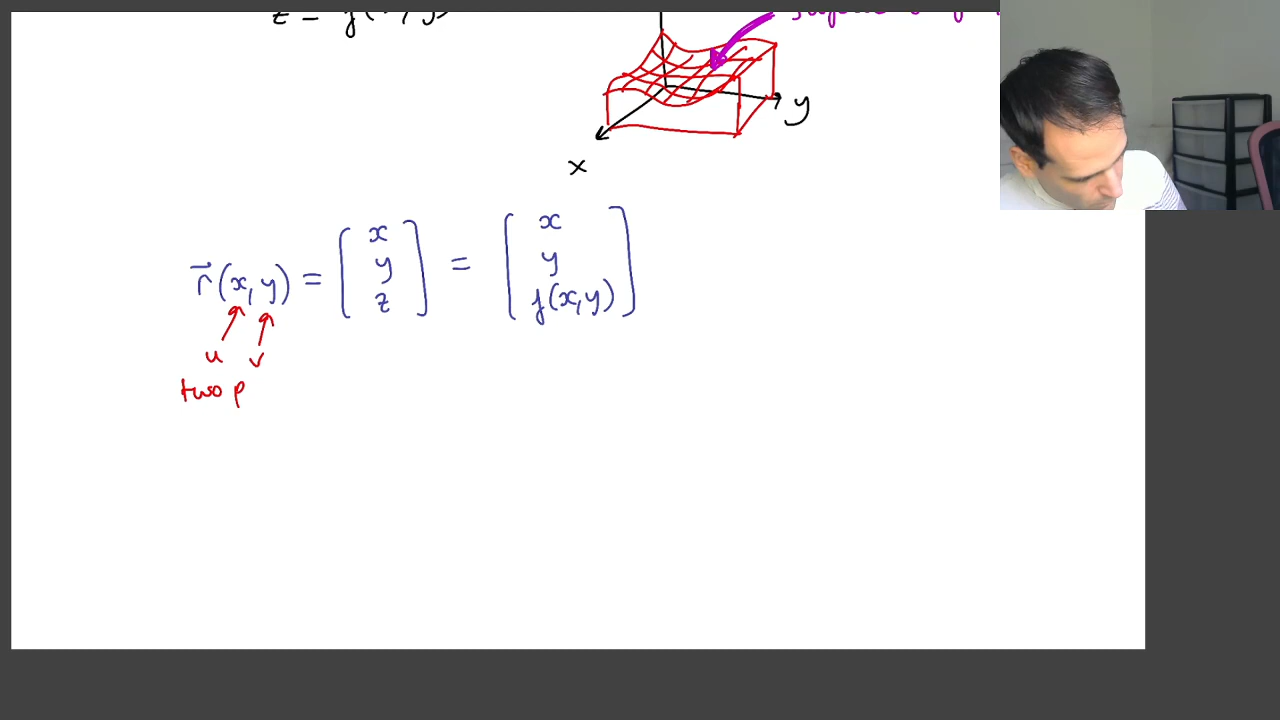 y
x
r⃗(x, y) = [x y z] = [x y f(x,y)]
u v
two p